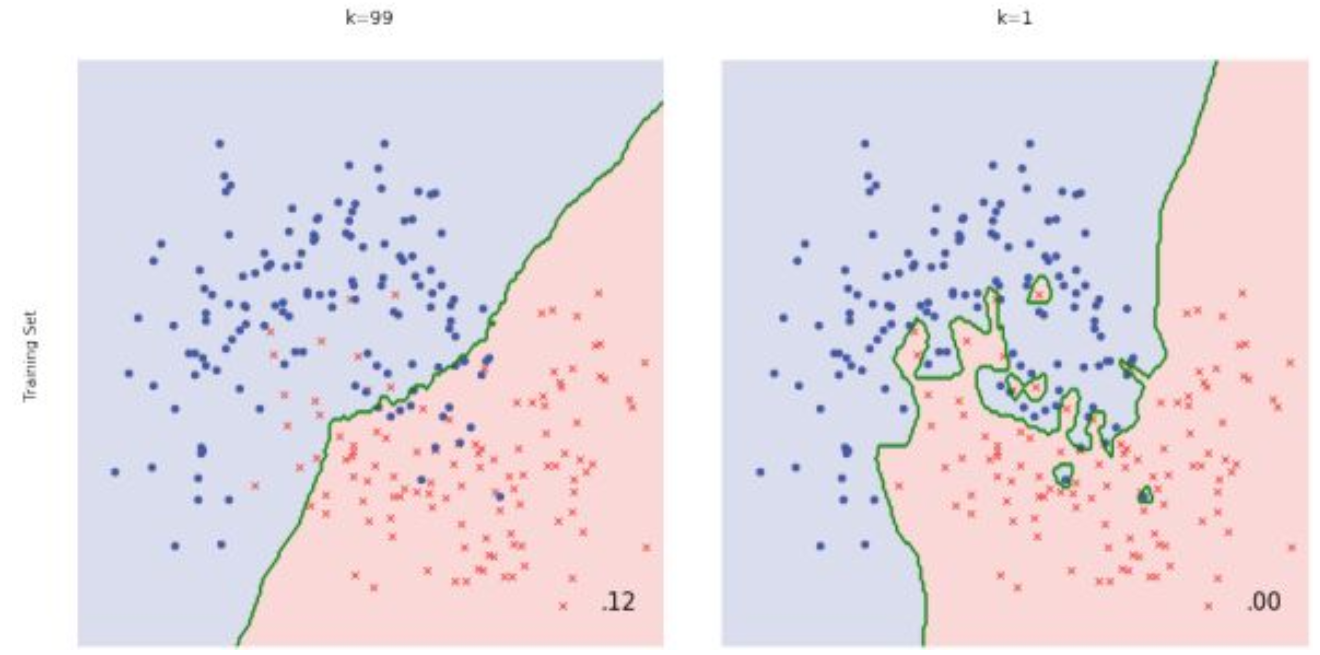 k=99
k=1
Training Set
.12
.00